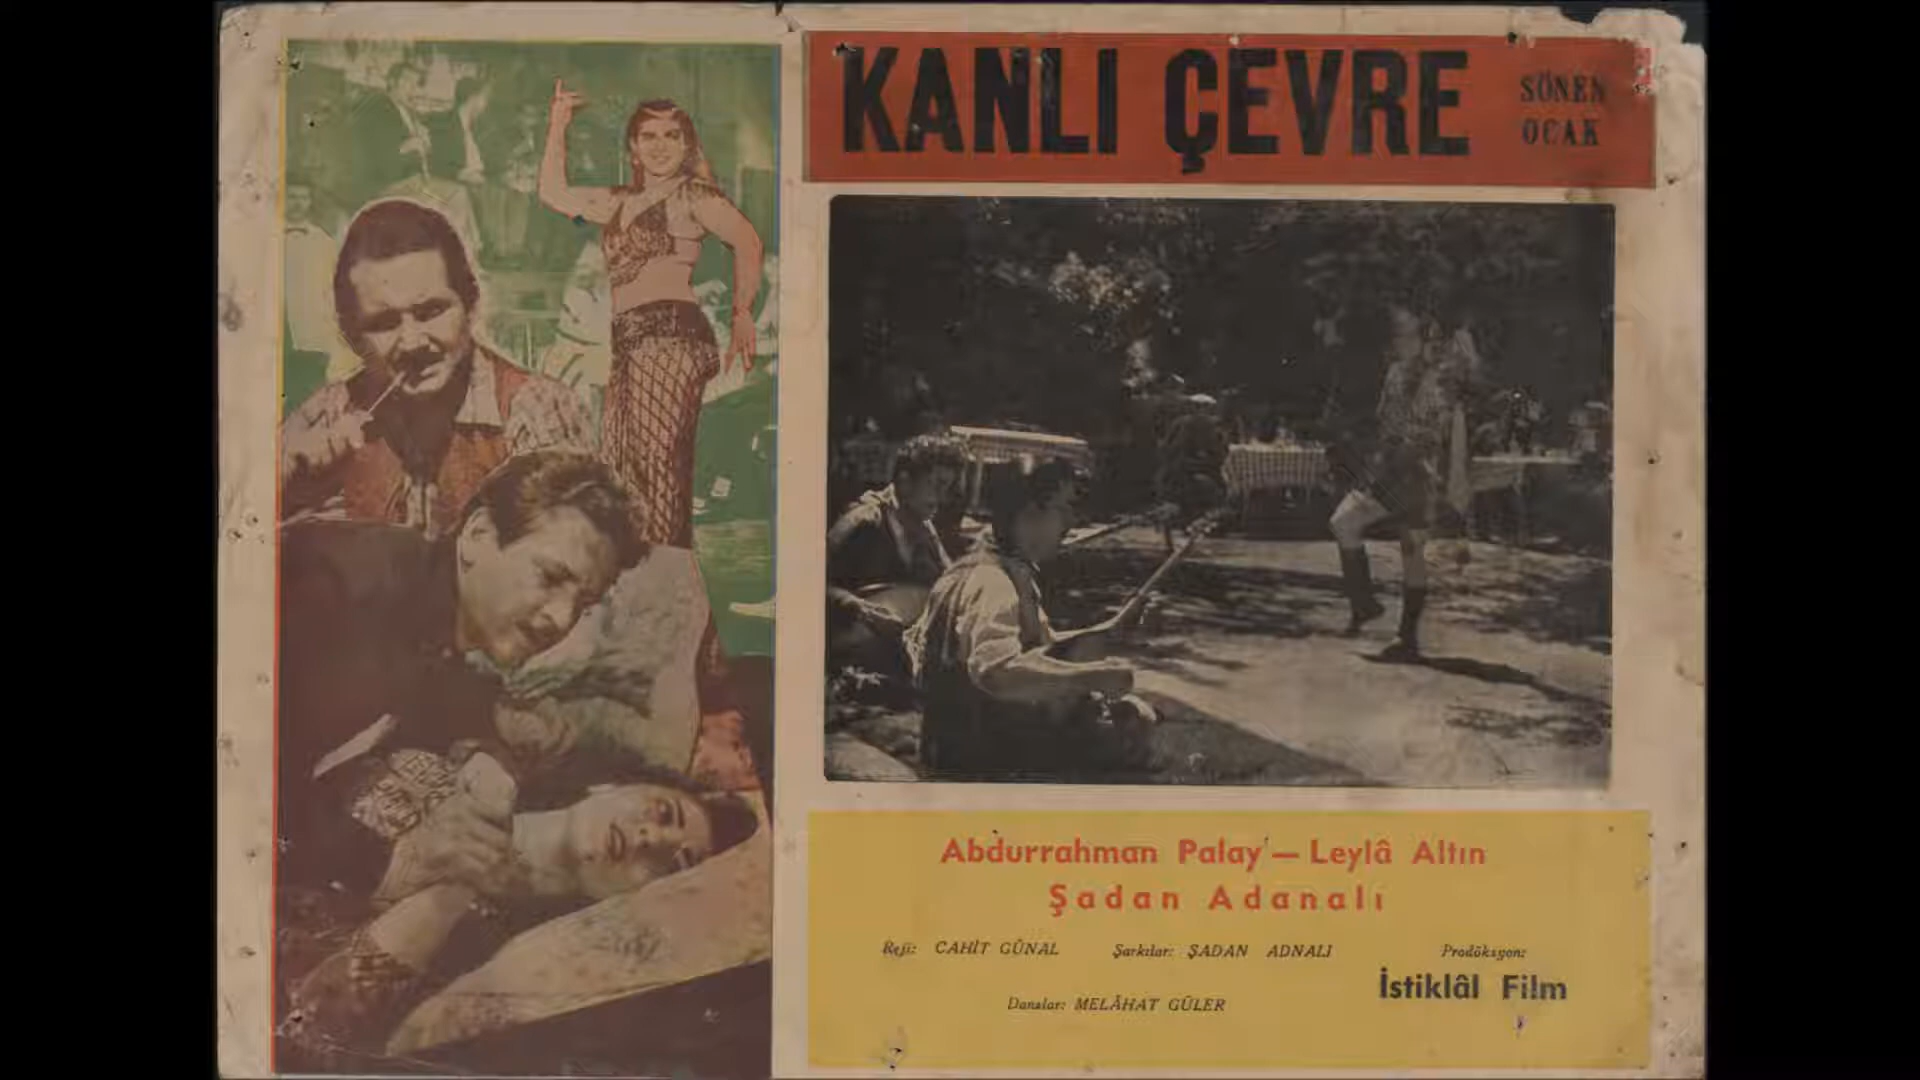 KANLI ÇEVRE
SÖNEN
OCAK
Abdurrahman Palay — Leylâ Altın
Şadan Adanalı
Reji: CAHİT GÜNAL
Şarkılar: ŞADAN ADNALI
Prodöksyon:
İstiklâl Film
Danslar: MELÂHAT GÜLER